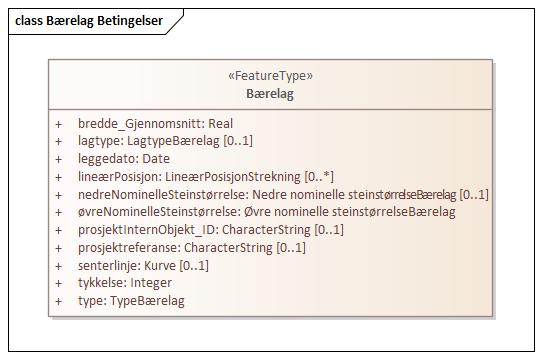 class Bærelag Betingelser
«FeatureType»
Bærelag
+ bredde_Gjennomsnitt: Real
+ lagtype: LagtypeBærelag [0..1]
+ leggedato: Date
+ lineærPosisjon: LineærPosisjonStrekning [0..*]
+ nedreNominelleSteinstørrelse: Nedre nominelle steinstørrelseBærelag [0..1]
+ øvreNominelleSteinstørrelse: Øvre nominelle steinstørrelseBærelag
+ prosjektInternObjekt_ID: CharacterString [0..1]
+ prosjektreferanse: CharacterString [0..1]
+ senterlinje: Kurve [0..1]
+ tykkelse: Integer
+ type: TypeBærelag